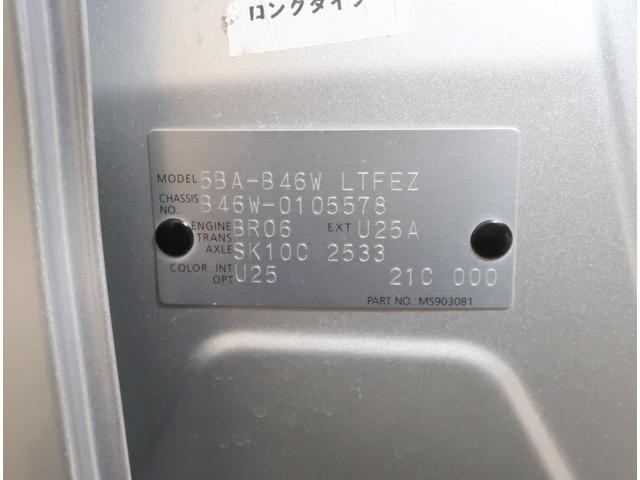 ロングタイプ
MODEL 5BA-B46W LTFEZ
CHASSIS NO. B46W-0105578
ENGINE BR06 EXT U25A
TRANS AXLE SK10C 2533
COLOR. INT OPT U25 21C 000
PART NO.: MS903081